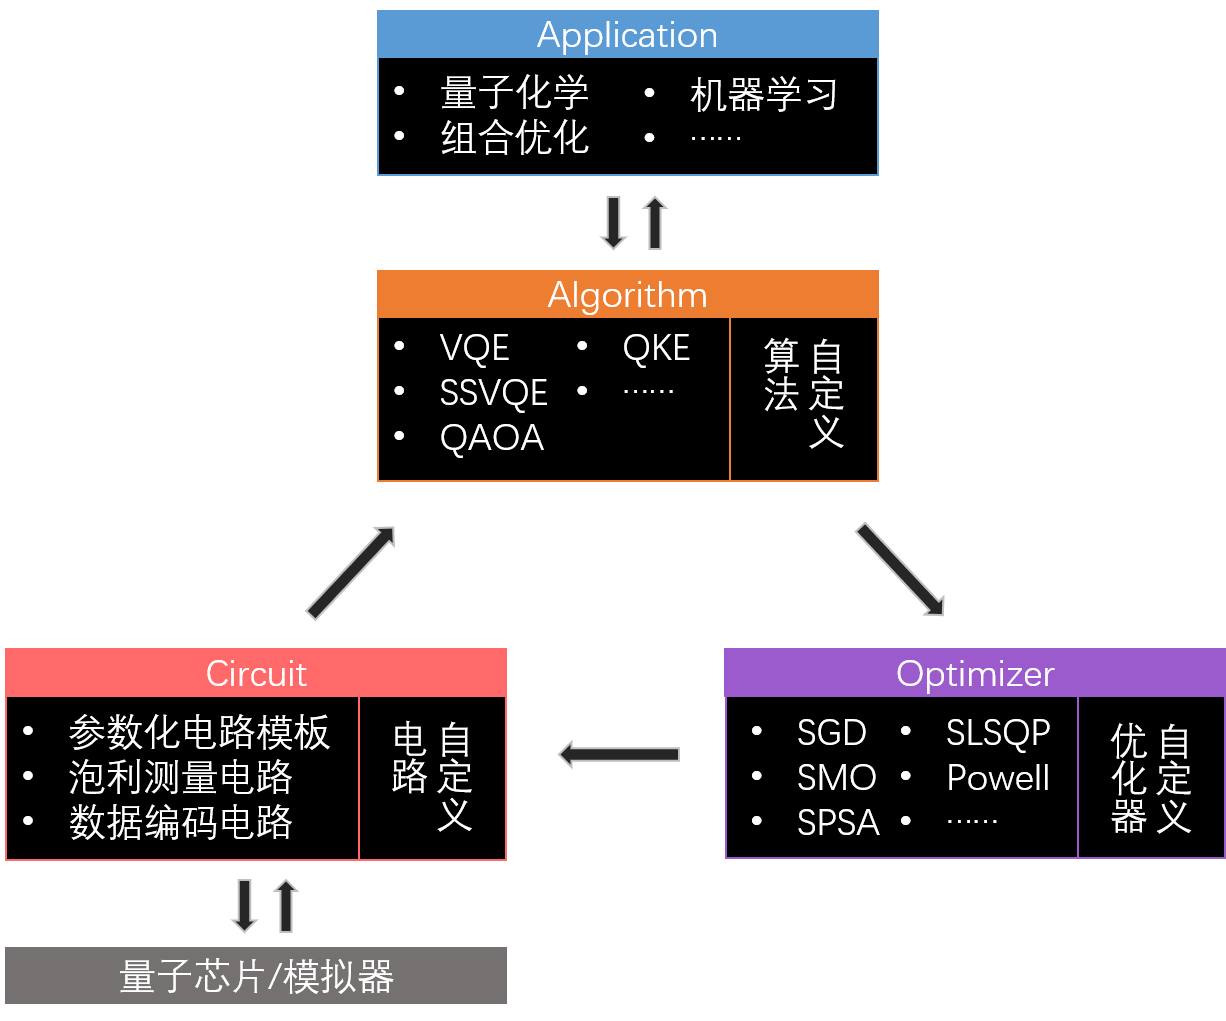 Application
• 量子化学
• 组合优化
• 机器学习
• ……
Algorithm
• VQE
• SSVQE
• QAOA
• QKE
• ……
自定义
算法
Circuit
• 参数化电路模板
• 泡利测量电路
• 数据编码电路
自定义
电路
Optimizer
• SGD
• SMO
• SPSA
• SLSQP
• Powell
• ……
自定义
优化器
量子芯片/模拟器